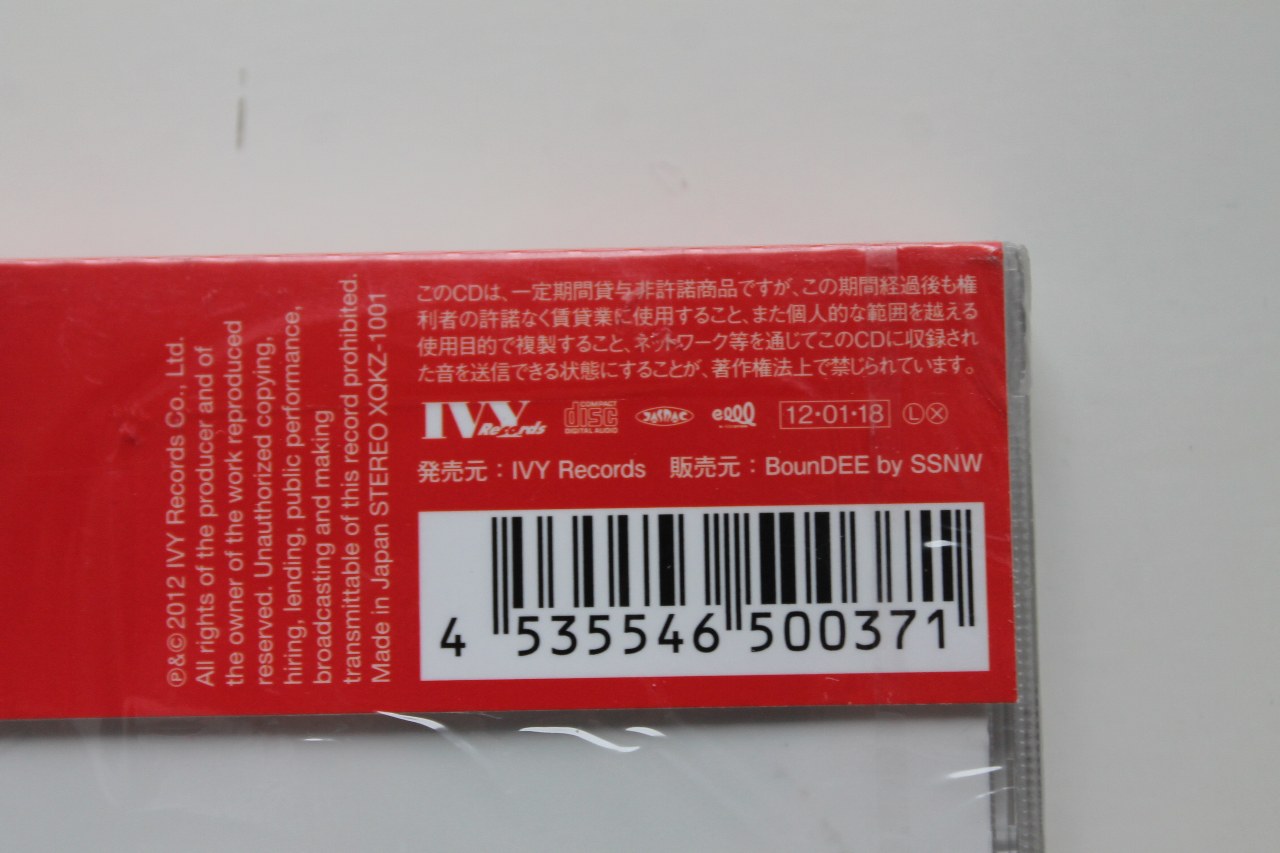 ℗&© 2012 IVY Records Co., Ltd.
All rights of the producer and of
the owner of the work reproduced
reserved. Unauthorized copying,
hiring, lending, public performance,
broadcasting and making
transmittable of this record prohibited.
Made in Japan STEREO XQKZ-1001
このCDは、一定期間貸与非許諾商品ですが、この期間経過後も権
利者の許諾なく賃貸業に使用すること、また個人的な範囲を越える
使用目的で複製すること、ネットワーク等を通じてこのCDに収録され
た音を送信できる状態にすることが、著作権法上で禁じられています。
IVY Records COMPACT disc DIGITAL AUDIO JASRAC 12・01・18 Ⓛ Ⓧ
発売元：IVY Records 販売元：BounDEE by SSNW
4 535546 500371